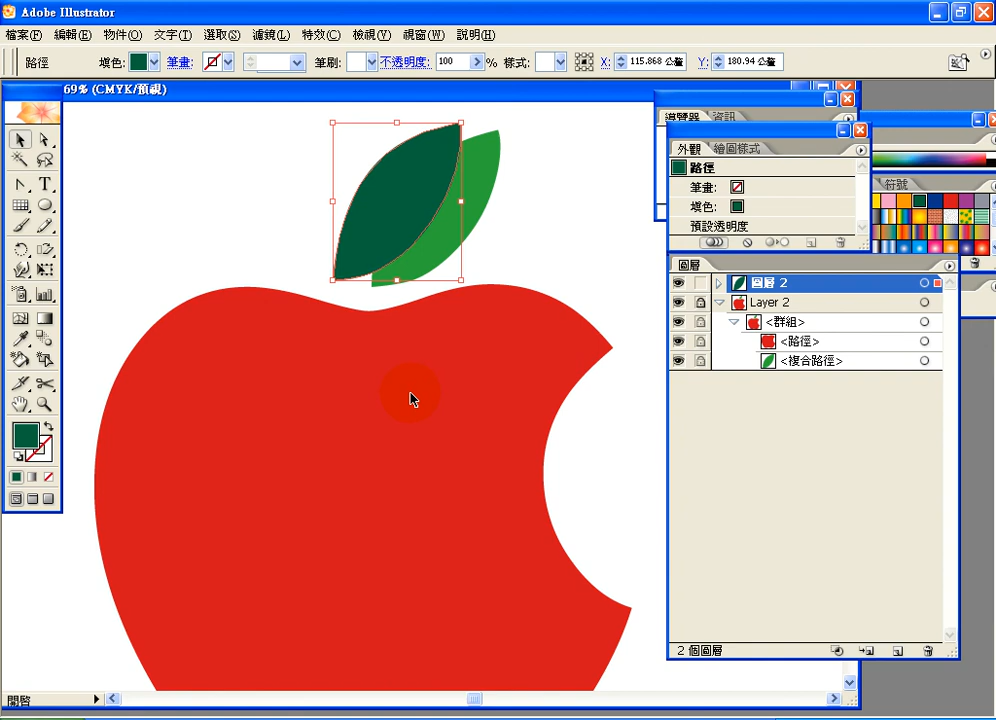 Adobe Illustrator
檔案(F) 編輯(E) 物件(O) 文字(T) 選取(S) 濾鏡(L) 特效(C) 檢視(Y) 視窗(W) 說明(H)
路徑 填色: 筆畫: 筆刷: 不透明度: 100 % 樣式: X: 115.868 公釐 Y: 180.94 公釐
69% (CMYK/預視)
導覽器 資訊
外觀 繪圖樣式
路徑
筆畫:
填色:
預設透明度
符號
圖層
圖層 2
Layer 2
<群組>
<路徑>
<複合路徑>
2 個圖層
開啓